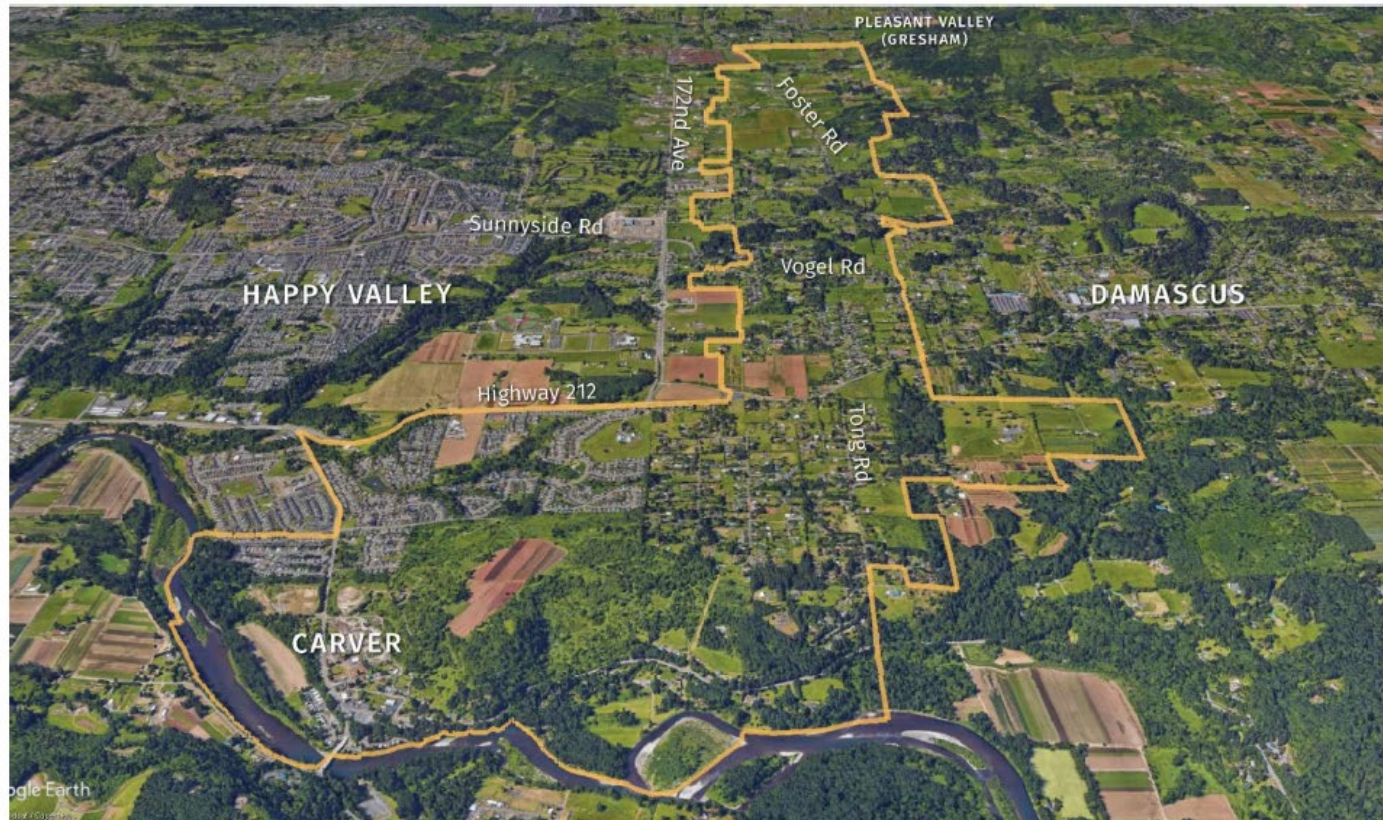 PLEASANT VALLEY
(GRESHAM)
172nd Ave
Foster Rd
Sunnyside Rd
Vogel Rd
HAPPY VALLEY
DAMASCUS
Highway 212
Tong Rd
CARVER
ogle Earth